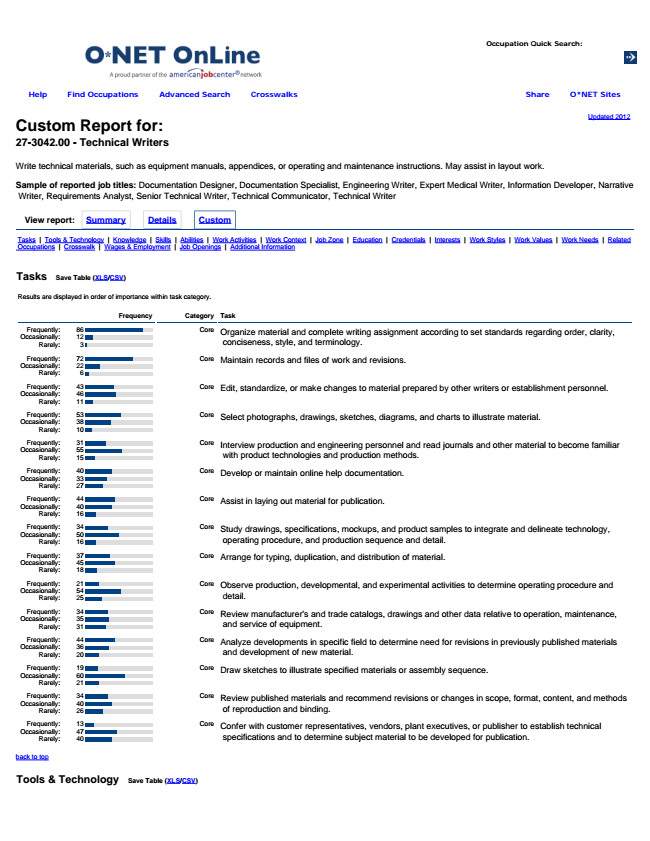 Occupation Quick Search:
O*NET OnLine
A proud partner of the americanjobcenter® network
Help Find Occupations Advanced Search Crosswalks Share O*NET Sites
Updated 2012
Custom Report for:
27-3042.00 - Technical Writers
Write technical materials, such as equipment manuals, appendices, or operating and maintenance instructions. May assist in layout work.
Sample of reported job titles: Documentation Designer, Documentation Specialist, Engineering Writer, Expert Medical Writer, Information Developer, Narrative
Writer, Requirements Analyst, Senior Technical Writer, Technical Communicator, Technical Writer
View report: Summary Details Custom
Tasks | Tools & Technology | Knowledge | Skills | Abilities | Work Activities | Work Context | Job Zone | Education | Credentials | Interests | Work Styles | Work Values | Work Needs | Related
Occupations | Crosswalk | Wages & Employment | Job Openings | Additional Information
Tasks Save Table (XLS/CSV)
Results are displayed in order of importance within task category.
Frequency Category Task
Frequently: 86 Core Organize material and complete writing assignment according to set standards regarding order, clarity,
Occasionally: 12 conciseness, style, and terminology.
Rarely: 3
Frequently: 72 Core Maintain records and files of work and revisions.
Occasionally: 22
Rarely: 6
Frequently: 43 Core Edit, standardize, or make changes to material prepared by other writers or establishment personnel.
Occasionally: 46
Rarely: 11
Frequently: 53 Core Select photographs, drawings, sketches, diagrams, and charts to illustrate material.
Occasionally: 38
Rarely: 10
Frequently: 31 Core Interview production and engineering personnel and read journals and other material to become familiar
Occasionally: 55 with product technologies and production methods.
Rarely: 15
Frequently: 40 Core Develop or maintain online help documentation.
Occasionally: 33
Rarely: 27
Frequently: 44 Core Assist in laying out material for publication.
Occasionally: 40
Rarely: 16
Frequently: 34 Core Study drawings, specifications, mockups, and product samples to integrate and delineate technology,
Occasionally: 50 operating procedure, and production sequence and detail.
Rarely: 16
Frequently: 37 Core Arrange for typing, duplication, and distribution of material.
Occasionally: 45
Rarely: 18
Frequently: 21 Core Observe production, developmental, and experimental activities to determine operating procedure and
Occasionally: 54 detail.
Rarely: 25
Frequently: 34 Core Review manufacturer's and trade catalogs, drawings and other data relative to operation, maintenance,
Occasionally: 35 and service of equipment.
Rarely: 31
Frequently: 44 Core Analyze developments in specific field to determine need for revisions in previously published materials
Occasionally: 36 and development of new material.
Rarely: 20
Frequently: 19 Core Draw sketches to illustrate specified materials or assembly sequence.
Occasionally: 60
Rarely: 21
Frequently: 34 Core Review published materials and recommend revisions or changes in scope, format, content, and methods
Occasionally: 40 of reproduction and binding.
Rarely: 26
Frequently: 13 Core Confer with customer representatives, vendors, plant executives, or publisher to establish technical
Occasionally: 47 specifications and to determine subject material to be developed for publication.
Rarely: 40
back to top
Tools & Technology Save Table (XLS/CSV)